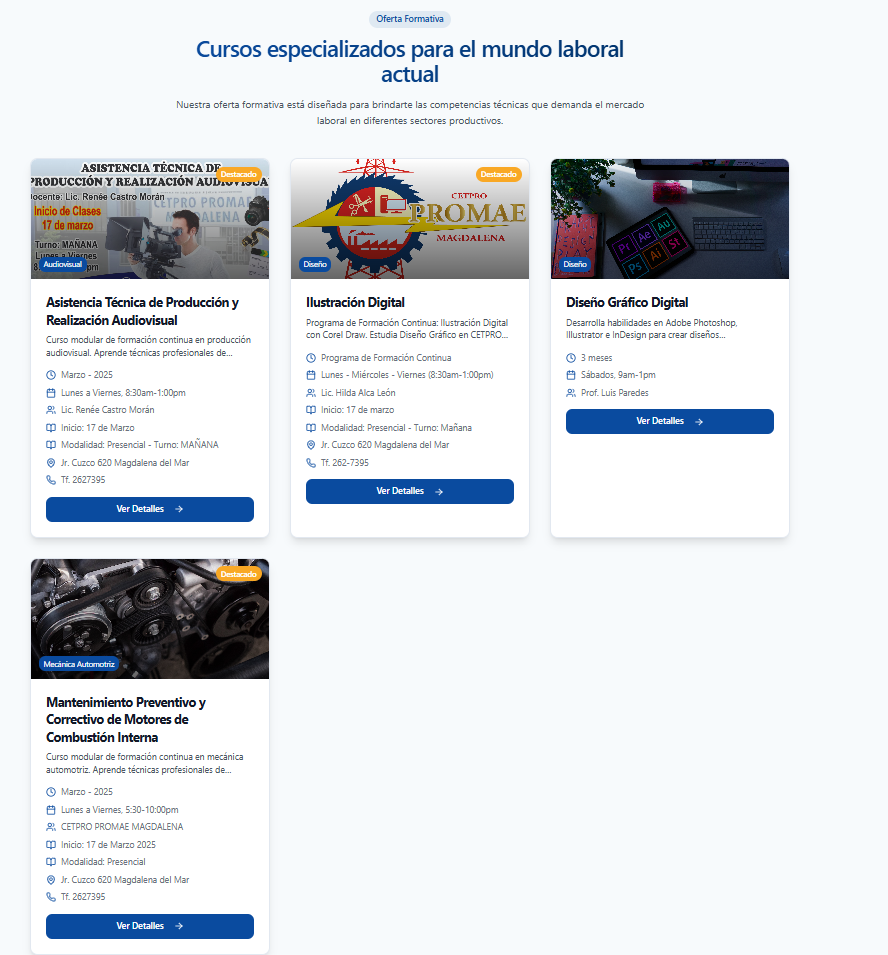 Oferta Formativa
Cursos especializados para el mundo laboral
actual
Nuestra oferta formativa está diseñada para brindarte las competencias técnicas que demanda el mercado
laboral en diferentes sectores productivos.
ASISTENCIA TÉCNICA DE
Destacado
PRODUCCIÓN Y REALIZACIÓN AUDIOVISUA
Docente: Lic. Renée Castro Morán
CETPRO PROMAE
MAGDALENA
Inicio de Clases
17 de marzo
Turno: MAÑANA
Lunes a Viernes
Audiovisual
Asistencia Técnica de Producción y
Realización Audiovisual
Curso modular de formación continua en producción
audiovisual. Aprende técnicas profesionales de...
Marzo - 2025
Lunes a Viernes, 8:30am-1:00pm
Lic. Renée Castro Morán
Inicio: 17 de Marzo
Modalidad: Presencial - Turno: MAÑANA
Jr. Cuzco 620 Magdalena del Mar
Tf. 2627395
Ver Detalles
Destacado
CETPRO
PROMAE
MAGDALENA
Diseño
Ilustración Digital
Programa de Formación Continua: Ilustración Digital
con Corel Draw. Estudia Diseño Gráfico en CETPRO...
Programa de Formación Continua
Lunes - Miércoles - Viernes (8:30am-1:00pm)
Lic. Hilda Alca León
Inicio: 17 de marzo
Modalidad: Presencial - Turno: Mañana
Jr. Cuzco 620 Magdalena del Mar
Tf. 262-7395
Ver Detalles
Pr Ae Au
Ps Ai St
Diseño
Diseño Gráfico Digital
Desarrolla habilidades en Adobe Photoshop,
Illustrator e InDesign para crear diseños...
3 meses
Sábados, 9am-1pm
Prof. Luis Paredes
Ver Detalles
Destacado
Mecánica Automotriz
Mantenimiento Preventivo y
Correctivo de Motores de
Combustión Interna
Curso modular de formación continua en mecánica
automotriz. Aprende técnicas profesionales de...
Marzo - 2025
Lunes a Viernes, 5:30-10:00pm
CETPRO PROMAE MAGDALENA
Inicio: 17 de Marzo 2025
Modalidad: Presencial
Jr. Cuzco 620 Magdalena del Mar
Tf. 2627395
Ver Detalles